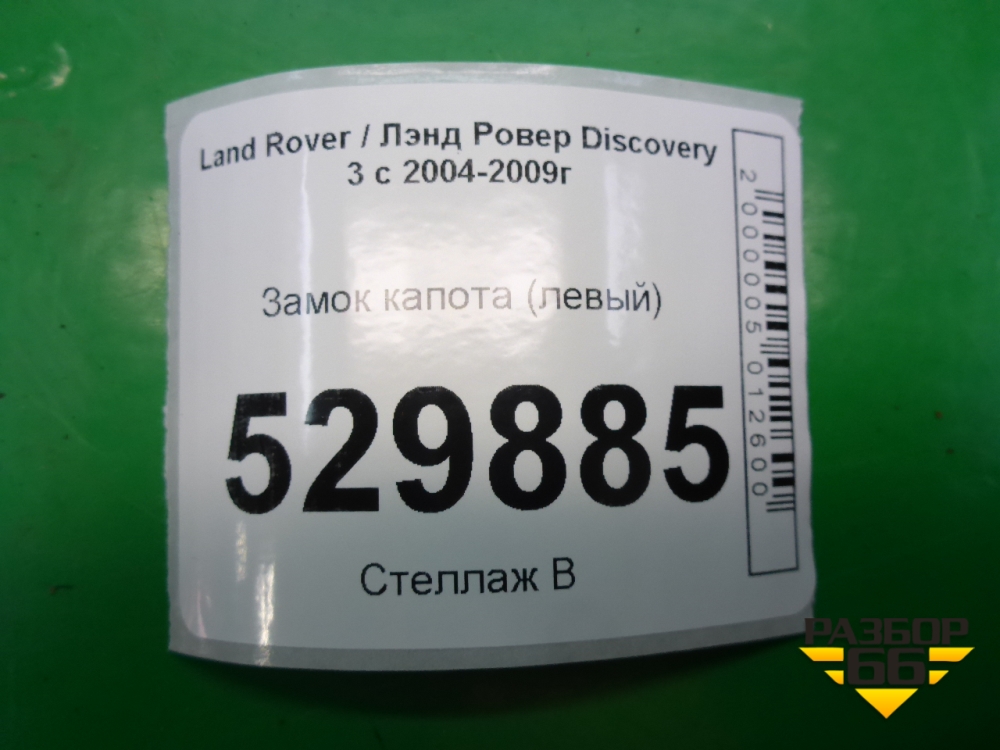 Land Rover / Лэнд Ровер Discovery
3 с 2004-2009г
Замок капота (левый)
529885
Стеллаж В
2000005012600
РАЗБОР
66